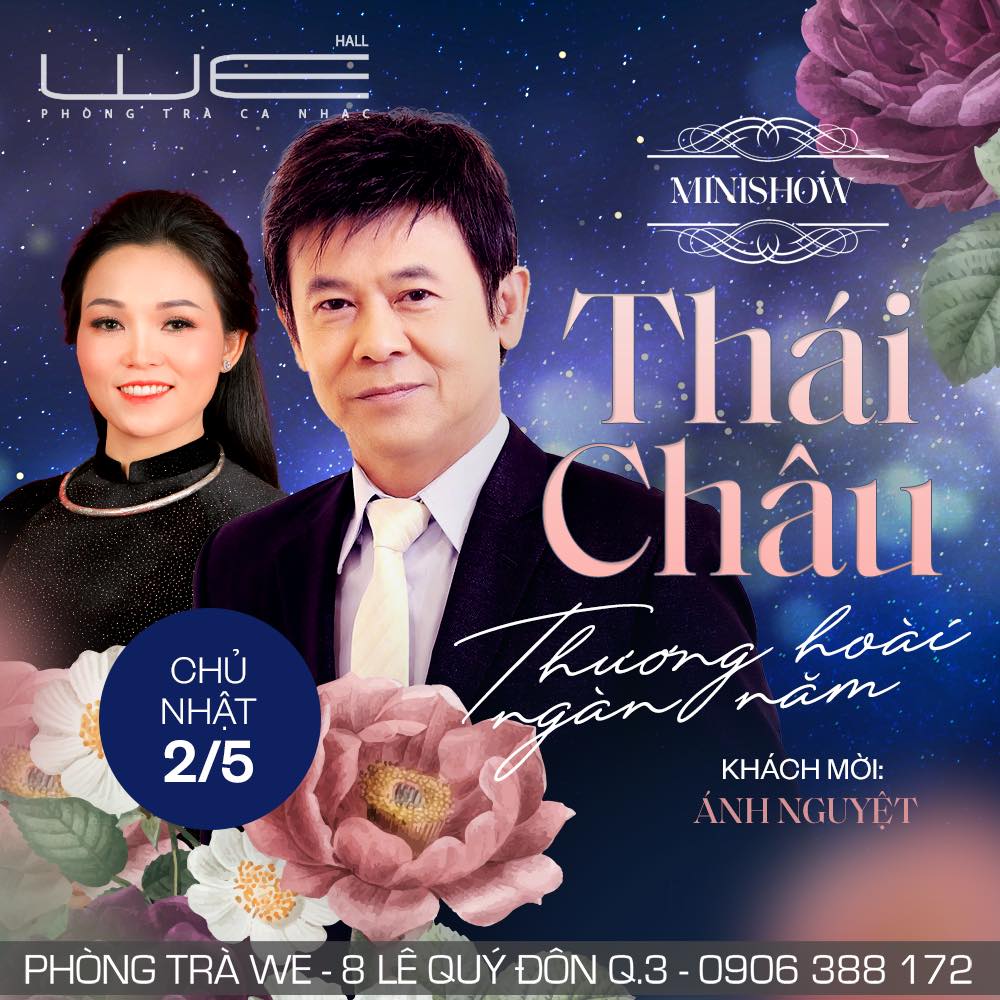 WE HALL
PHÒNG TRÀ CA NHẠC
MINISHOW
Thái
Châu
Thương hoài
ngàn năm
CHỦ
NHẬT
2/5
KHÁCH MỜI:
ÁNH NGUYỆT
PHÒNG TRÀ WE - 8 LÊ QUÝ ĐÔN Q.3 - 0906 388 172